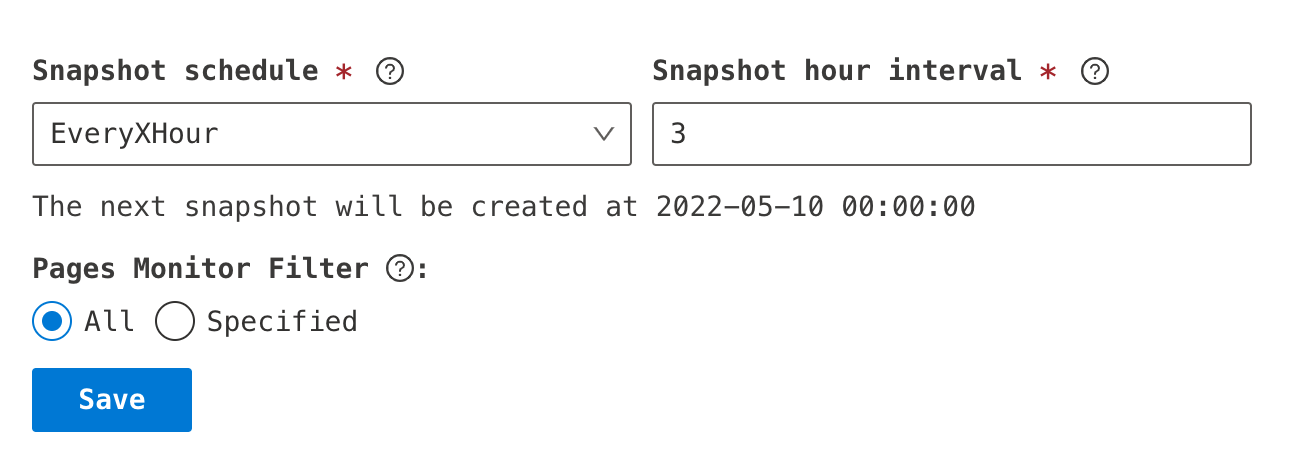 Snapshot schedule * ? Snapshot hour interval * ?
EveryXHour 3
The next snapshot will be created at 2022-05-10 00:00:00
Pages Monitor Filter ?:
All Specified
Save